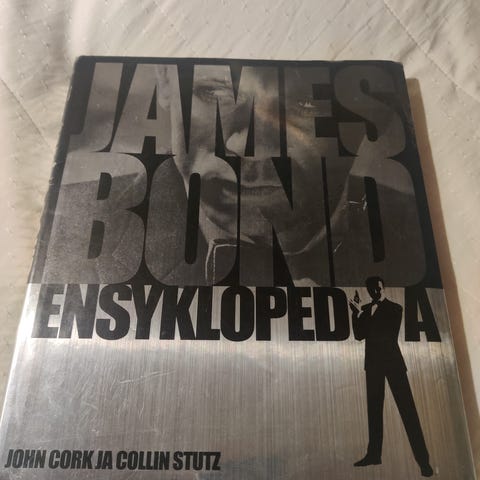 JAMES
BOND
ENSYKLOPEDIA
JOHN CORK JA COLLIN STUTZ